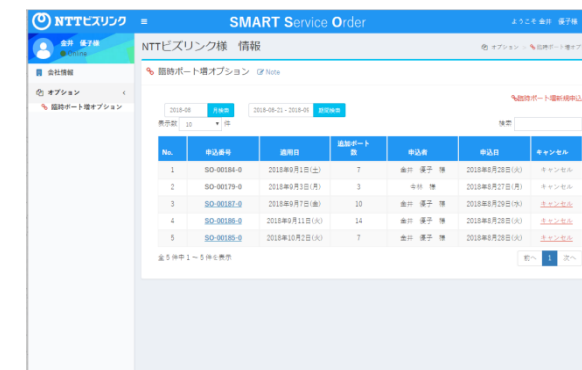 NTTビズリンク
SMART Service Order
ようこそ 金井 優子様
金井 優子様
Online
会社情報
オプション
臨時ポート増オプション
NTTビズリンク様 情報
オプション
臨時ポート増オプション Note
臨時ポート増新規申込
2018-08 月検索 期間検索
表示数 10 件 検索
No. 申込番号 適用日 追加ポート数 申込者 申込日 キャンセル
1 SO-00184-0 2018年9月1日(土) 7 金井 優子 様 2018年8月28日(火) キャンセル
2 SO-00179-0 2018年9月3日(月) 3 様 2018年8月27日(月) キャンセル
3 SO-00187-0 2018年9月7日(金) 10 金井 優子 様 2018年8月29日(水) キャンセル
4 SO-00186-0 2018年9月11日(火) 14 金井 優子 様 2018年8月28日(火) キャンセル
5 SO-00185-0 2018年10月2日(火) 7 金井 優子 様 2018年8月28日(火) キャンセル
全 5 件中 1 ～ 5 件を表示
前へ 1 次へ